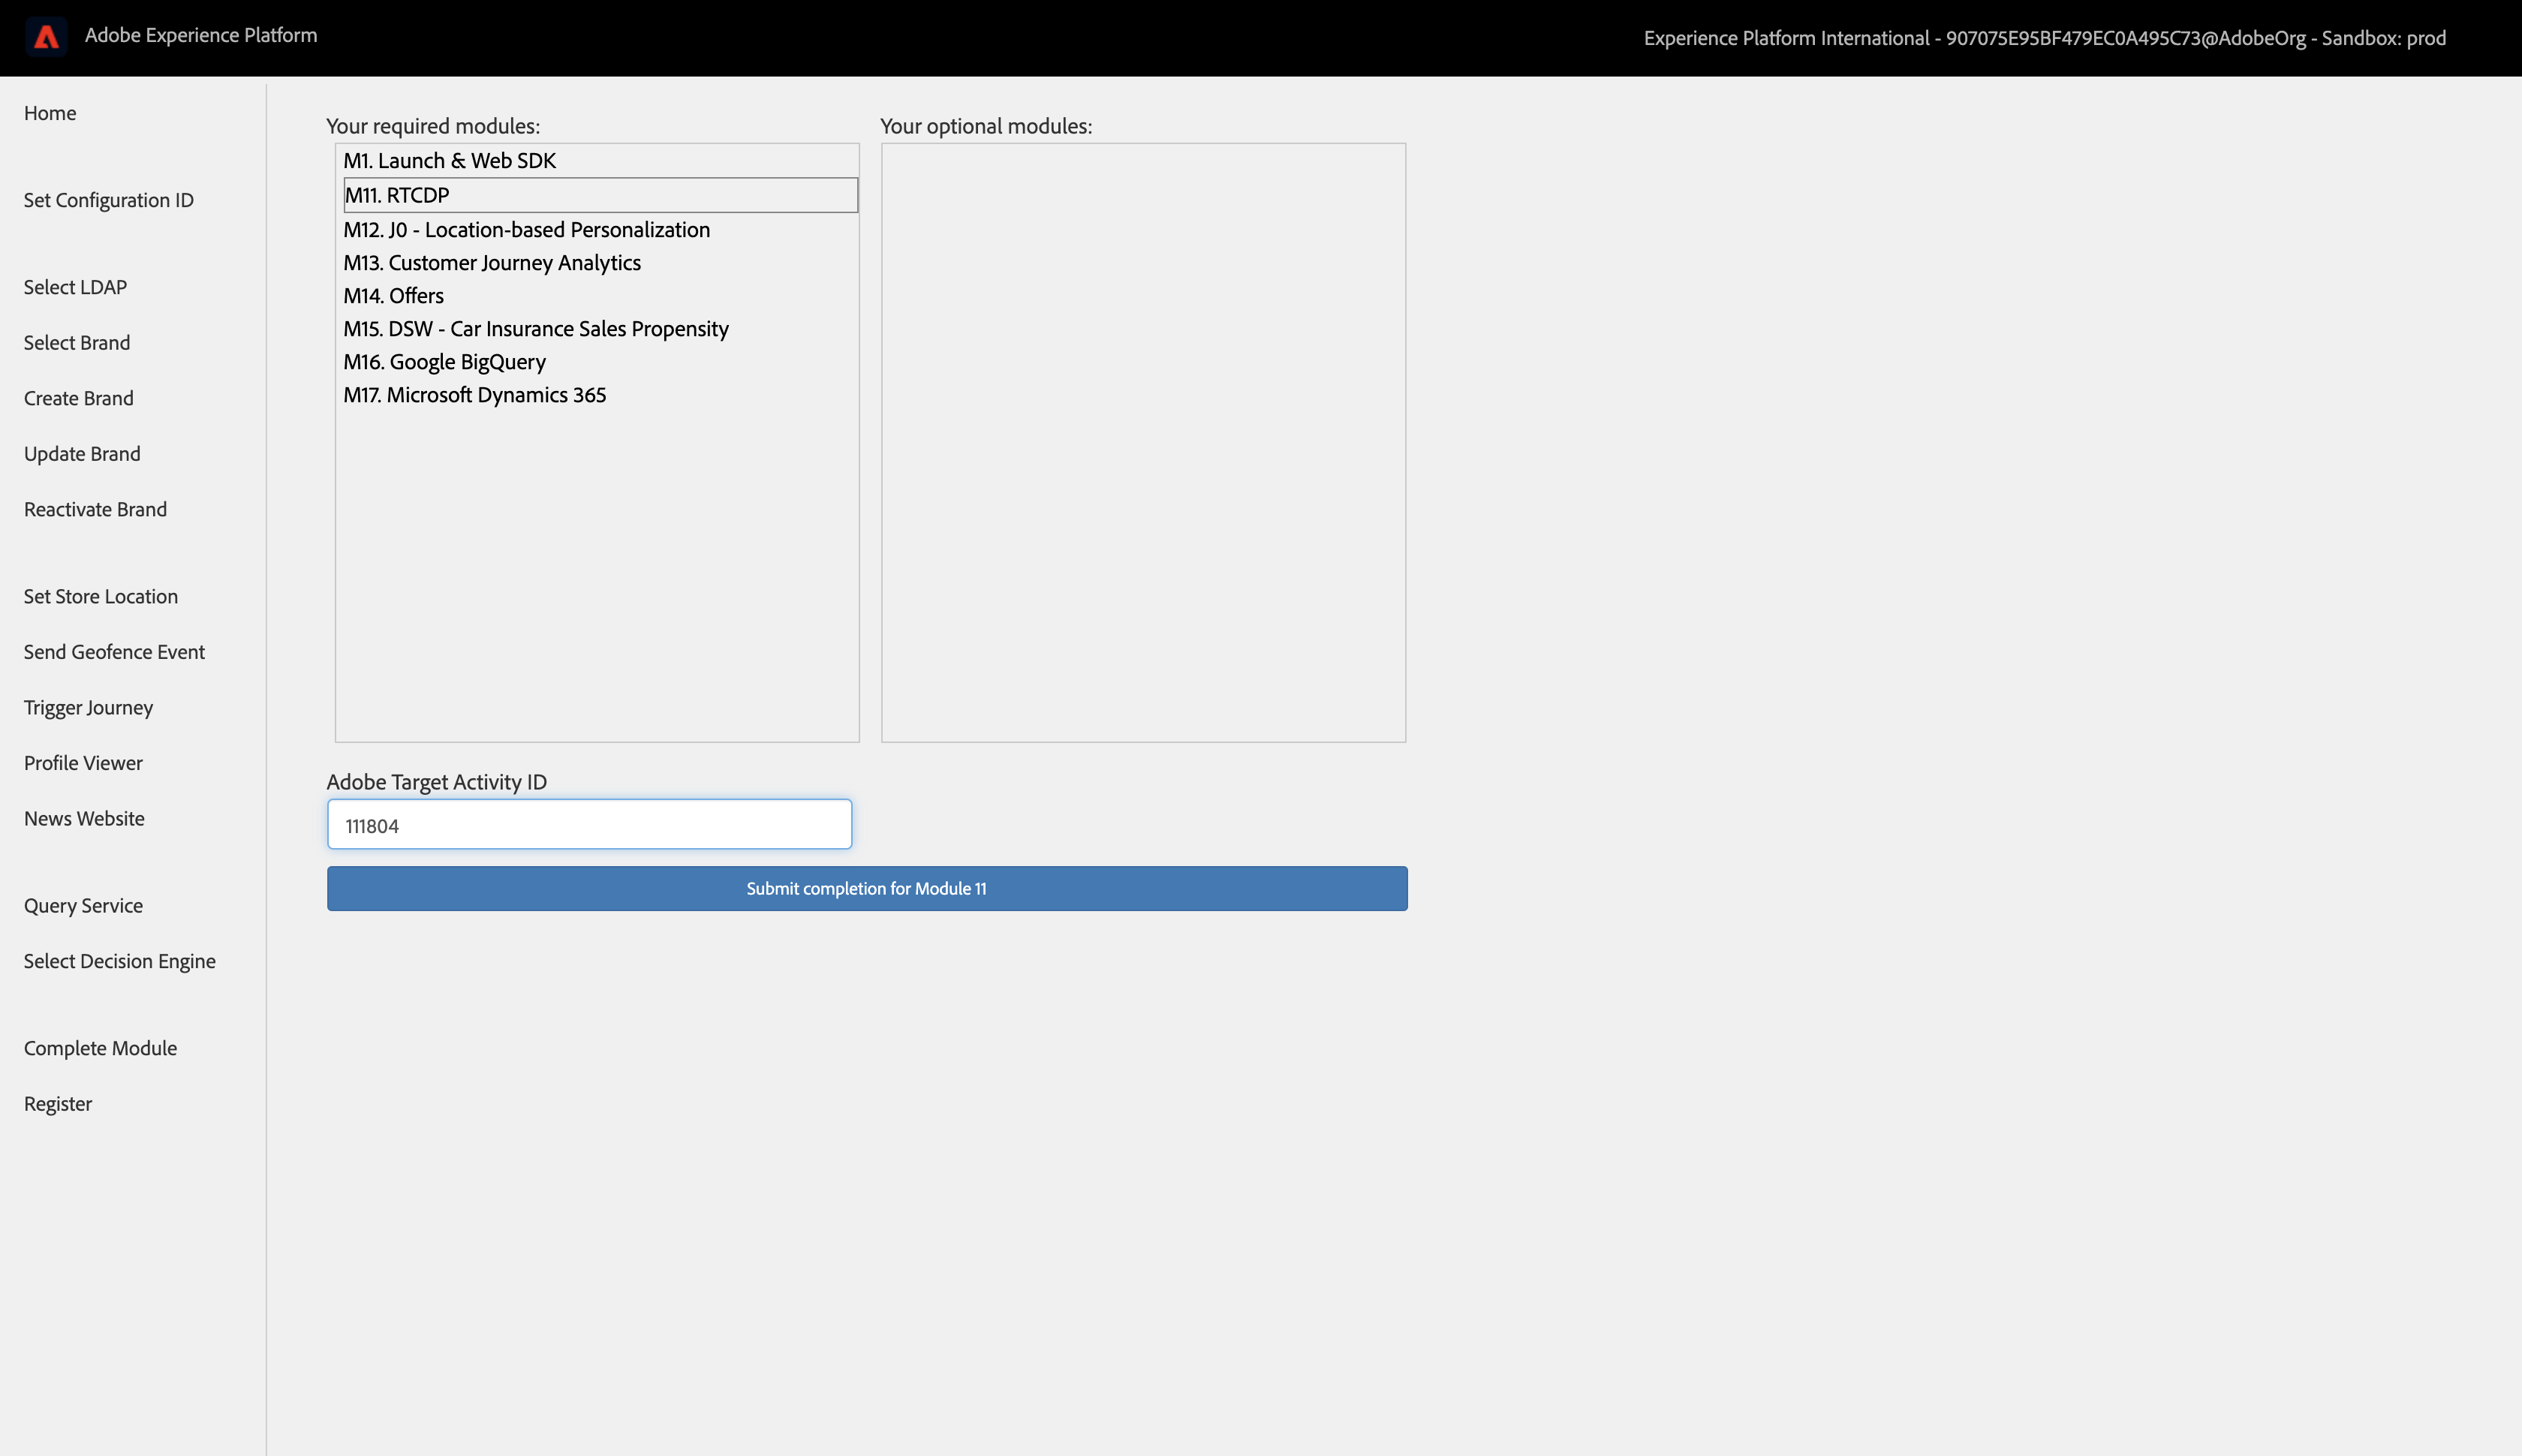 Adobe Experience Platform
Experience Platform International - 907075E95BF479EC0A495C73@AdobeOrg - Sandbox: prod
Home
Set Configuration ID
Select LDAP
Select Brand
Create Brand
Update Brand
Reactivate Brand
Set Store Location
Send Geofence Event
Trigger Journey
Profile Viewer
News Website
Query Service
Select Decision Engine
Complete Module
Register
Your required modules:
M1. Launch & Web SDK
M11. RTCDP
M12. J0 - Location-based Personalization
M13. Customer Journey Analytics
M14. Offers
M15. DSW - Car Insurance Sales Propensity
M16. Google BigQuery
M17. Microsoft Dynamics 365
Your optional modules:
Adobe Target Activity ID
111804
Submit completion for Module 11